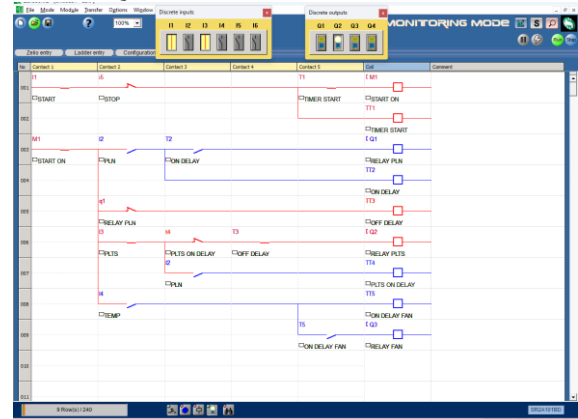 File Mode Module Transfer Options Window
Discrete inputs
Discrete outputs
100%
I1 I2 I3 I4 I5 I6
Q1 Q2 Q3 Q4
MONITORING MODE
Zelio entry Ladder entry Configuration
No Contact 1 Contact 2 Contact 3 Contact 4 Contact 5 Coil Comment
I1 i5 T1 [ M1
001
START STOP TIMER START START ON
TT1
002
TIMER START
M1 I2 T2 [ Q1
003
START ON PLN ON DELAY RELAY PLN
TT2
004
ON DELAY
q1 TT3
005
RELAY PLN OFF DELAY
I3 t4 T3 [ Q2
006
PLTS PLTS ON DELAY OFF DELAY RELAY PLTS
I2 TT4
007
PLN PLTS ON DELAY
I4 TT5
008
TEMP ON DELAY FAN
T5 [ Q3
009
ON DELAY FAN RELAY FAN
010
011
9 Row(s) / 240
SR2A101BD